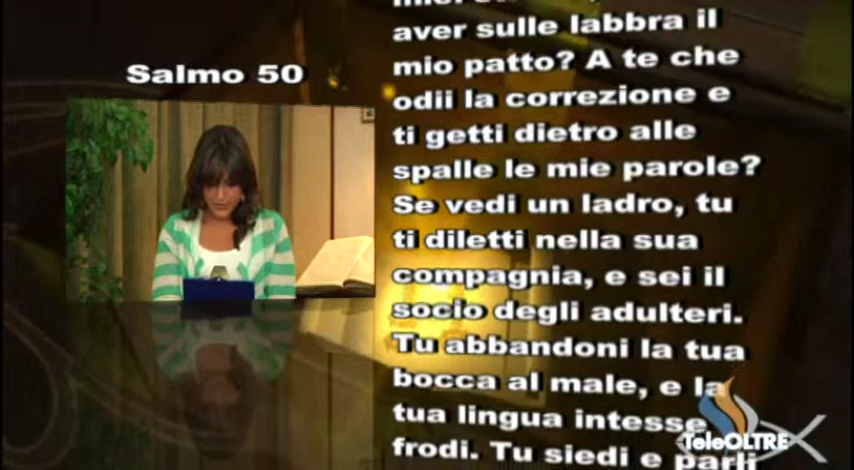 Salmo 50
aver sulle labbra il
mio patto? A te che
odii la correzione e
ti getti dietro alle
spalle le mie parole?
Se vedi un ladro, tu
ti diletti nella sua
compagnia, e sei il
socio degli adulteri.
Tu abbandoni la tua
bocca al male, e la
tua lingua intesse
frodi. Tu siedi e parli
TeleOLTRE